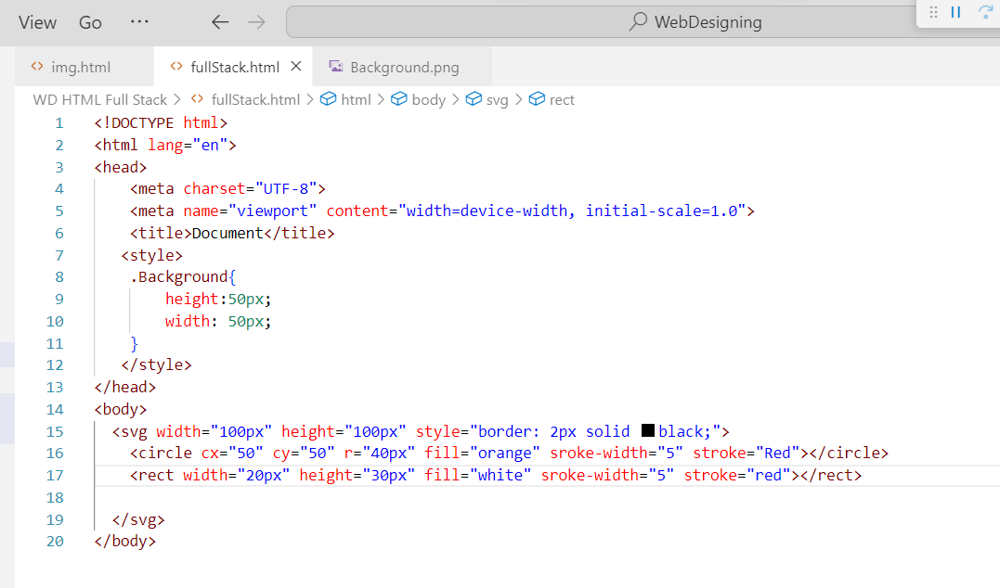 View Go ··· WebDesigning
img.html fullStack.html Background.png
WD HTML Full Stack > fullStack.html > html > body > svg > rect
1 <!DOCTYPE html>
2 <html lang="en">
3 <head>
4 <meta charset="UTF-8">
5 <meta name="viewport" content="width=device-width, initial-scale=1.0">
6 <title>Document</title>
7 <style>
8 .Background{
9 height:50px;
10 width: 50px;
11 }
12 </style>
13 </head>
14 <body>
15 <svg width="100px" height="100px" style="border: 2px solid black;">
16 <circle cx="50" cy="50" r="40px" fill="orange" sroke-width="5" stroke="Red"></circle>
17 <rect width="20px" height="30px" fill="white" sroke-width="5" stroke="red"></rect>
18
19 </svg>
20 </body>